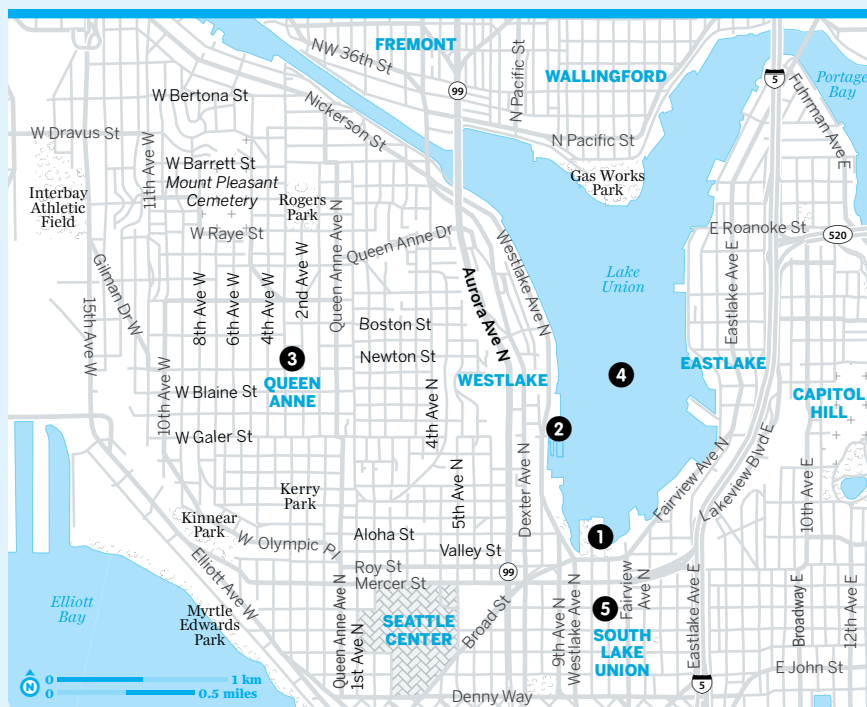 FREMONT
NW 36th St
N Pacific St
WALLINGFORD
99
5
Portage
Bay
Fuhrman Ave E
W Bertona St
Nickerson St
W Dravus St
N Pacific St
11th Ave W
W Barrett St
Mount Pleasant
Cemetery
Gas Works
Park
Interbay
Athletic
Field
Rogers
Park
W Raye St
Queen Anne Ave N
Queen Anne Dr
Westlake Ave N
E Roanoke St
520
Gilman Dr W
15th Ave W
8th Ave W
6th Ave W
4th Ave W
2nd Ave W
Aurora Ave N
Lake
Union
Eastlake Ave E
Boston St
Newton St
3
QUEEN
ANNE
WESTLAKE
4
EASTLAKE
CAPITOL
HILL
10th Ave W
W Blaine St
4th Ave N
2
W Galer St
5th Ave N
Dexter Ave N
Fairview Ave N
Lakeview Blvd E
10th Ave E
Kerry
Park
Kinnear
Park
W Olympic Pl
Aloha St
Valley St
1
Roy St
Mercer St
99
Elliott Ave W
Elliott
Bay
Myrtle
Edwards
Park
Queen Anne Ave N
1st Ave N
SEATTLE
CENTER
Broad St
9th Ave N
Westlake Ave N
5
Fairview
Ave N
SOUTH
LAKE
UNION
Eastlake Ave E
Broadway E
12th Ave E
E John St
N
0
1 km
0
0.5 miles
Denny Way
5